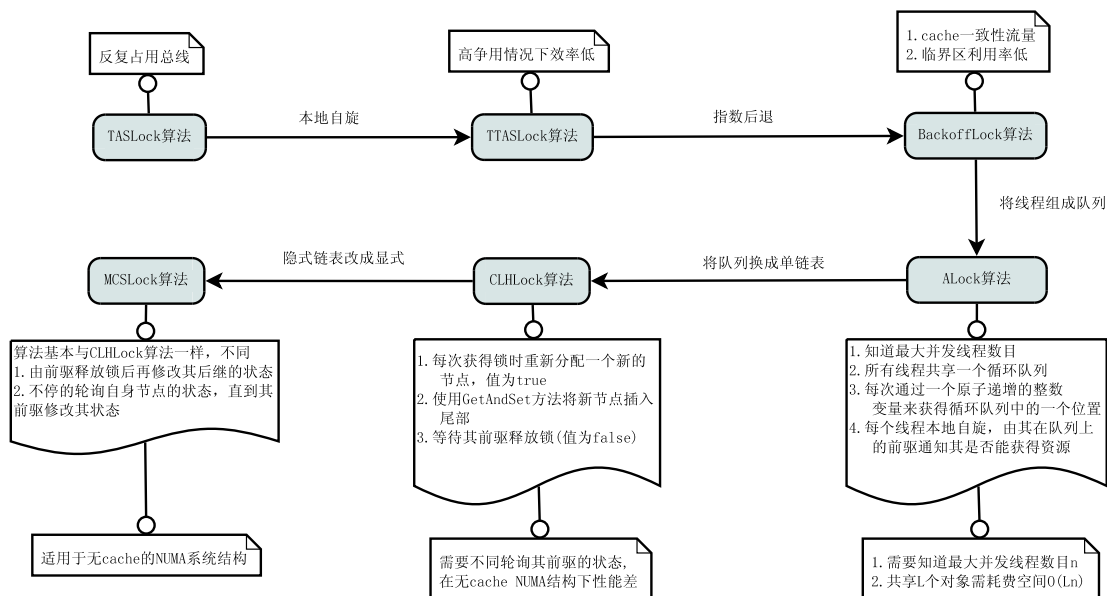 反复占用总线
高争用情况下效率低
1.cache一致性流量
2.临界区利用率低
TASLock算法
本地自旋
TTASLock算法
指数后退
BackoffLock算法
将线程组成队列
MCSLock算法
隐式链表改成显式
CLHLock算法
将队列换成单链表
ALock算法
算法基本与CLHLock算法一样，不同
1.由前驱释放锁后再修改其后继的状态
2.不停的轮询自身节点的状态，直到其
前驱修改其状态
1.每次获得锁时重新分配一个新的
节点，值为true
2.使用GetAndSet方法将新节点插入
尾部
3.等待其前驱释放锁(值为false)
1.知道最大并发线程数目
2.所有线程共享一个循环队列
3.每次通过一个原子递增的整数
变量来获得循环队列中的一个位置
4.每个线程本地自旋，由其在队列上
的前驱通知其是否能获得资源
适用于无cache的NUMA系统结构
需要不同轮询其前驱的状态，
在无cache NUMA结构下性能差
1.需要知道最大并发线程数目n
2.共享L个对象需耗费空间O(Ln)